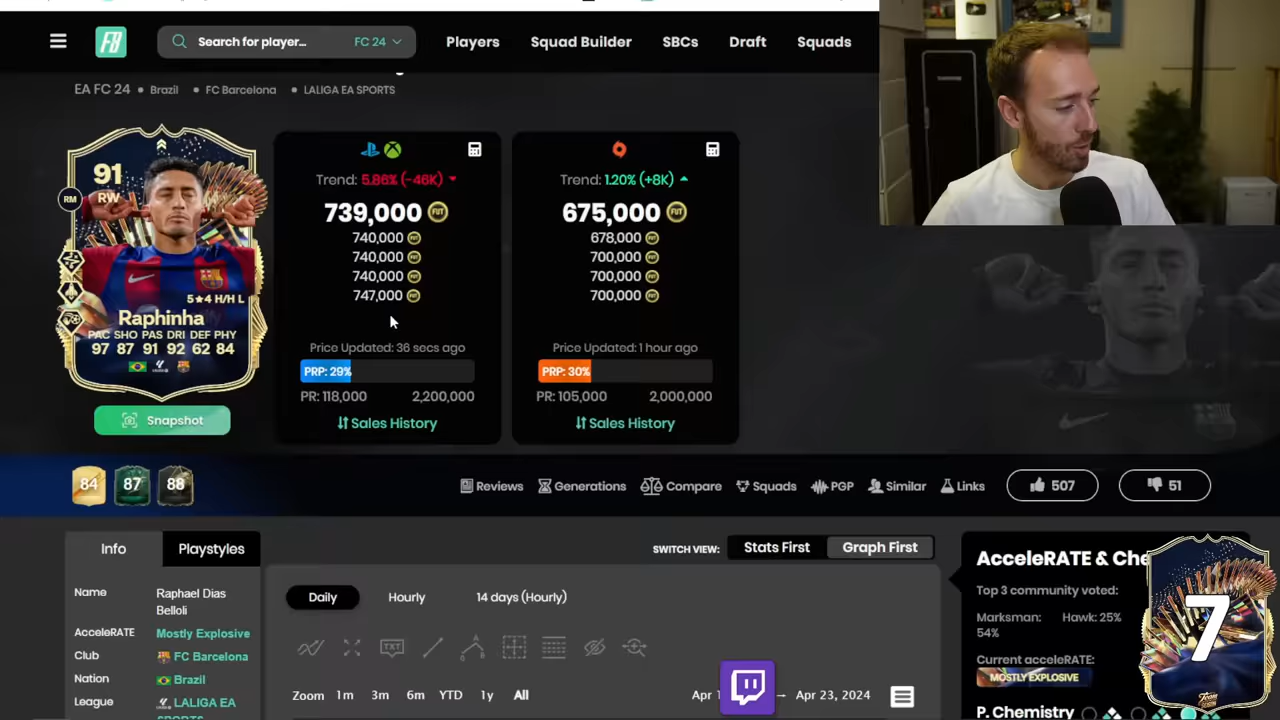 FB
Search for player...
FC 24
Players
Squad Builder
SBCs
Draft
Squads
EA FC 24
Brazil
FC Barcelona
LALIGA EA SPORTS
91
RM
RW
5★4 H/H L
Raphinha
PAC SHO PAS DRI DEF PHY
97 87 91 92 62 84
Snapshot
Trend: 5.86% (-46K)
739,000
740,000
740,000
740,000
747,000
Price Updated: 36 secs ago
PRP: 29%
PR: 118,000
2,200,000
Sales History
Trend: 1.20% (+8K)
675,000
678,000
700,000
700,000
700,000
Price Updated: 1 hour ago
PRP: 30%
PR: 105,000
2,000,000
Sales History
84
87
88
Reviews
Generations
Compare
Squads
PGP
Similar
Links
507
51
Info
Playstyles
SWITCH VIEW:
Stats First
Graph First
Name
Raphael Dias
Belloli
AcceleRATE
Mostly Explosive
Club
FC Barcelona
Nation
Brazil
League
LALIGA EA
SPORTS
Daily
Hourly
14 days (Hourly)
TXT
Zoom
1m
3m
6m
YTD
1y
All
Apr 1
→
Apr 23, 2024
AcceleRATE & Che
Top 3 community voted:
Marksman:
54%
Hawk: 25%
Current acceleRATE:
MOSTLY EXPLOSIVE
P. Chemistry
7